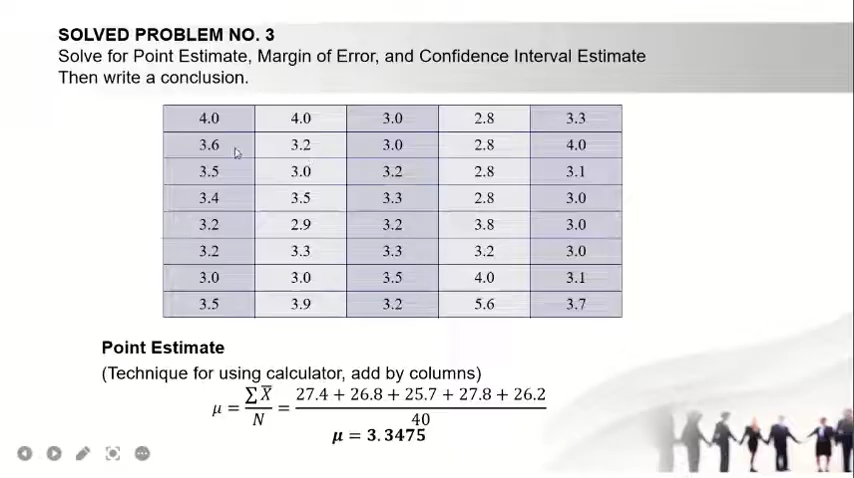 SOLVED PROBLEM NO. 3
Solve for Point Estimate, Margin of Error, and Confidence Interval Estimate
Then write a conclusion.
4.0 4.0 3.0 2.8 3.3
3.6 3.2 3.0 2.8 4.0
3.5 3.0 3.2 2.8 3.1
3.4 3.5 3.3 2.8 3.0
3.2 2.9 3.2 3.8 3.0
3.2 3.3 3.3 3.2 3.0
3.0 3.0 3.5 4.0 3.1
3.5 3.9 3.2 5.6 3.7
Point Estimate
(Technique for using calculator, add by columns)
μ = ∑X̅ / N = 27.4 + 26.8 + 25.7 + 27.8 + 26.2 / 40
μ = 3.3475